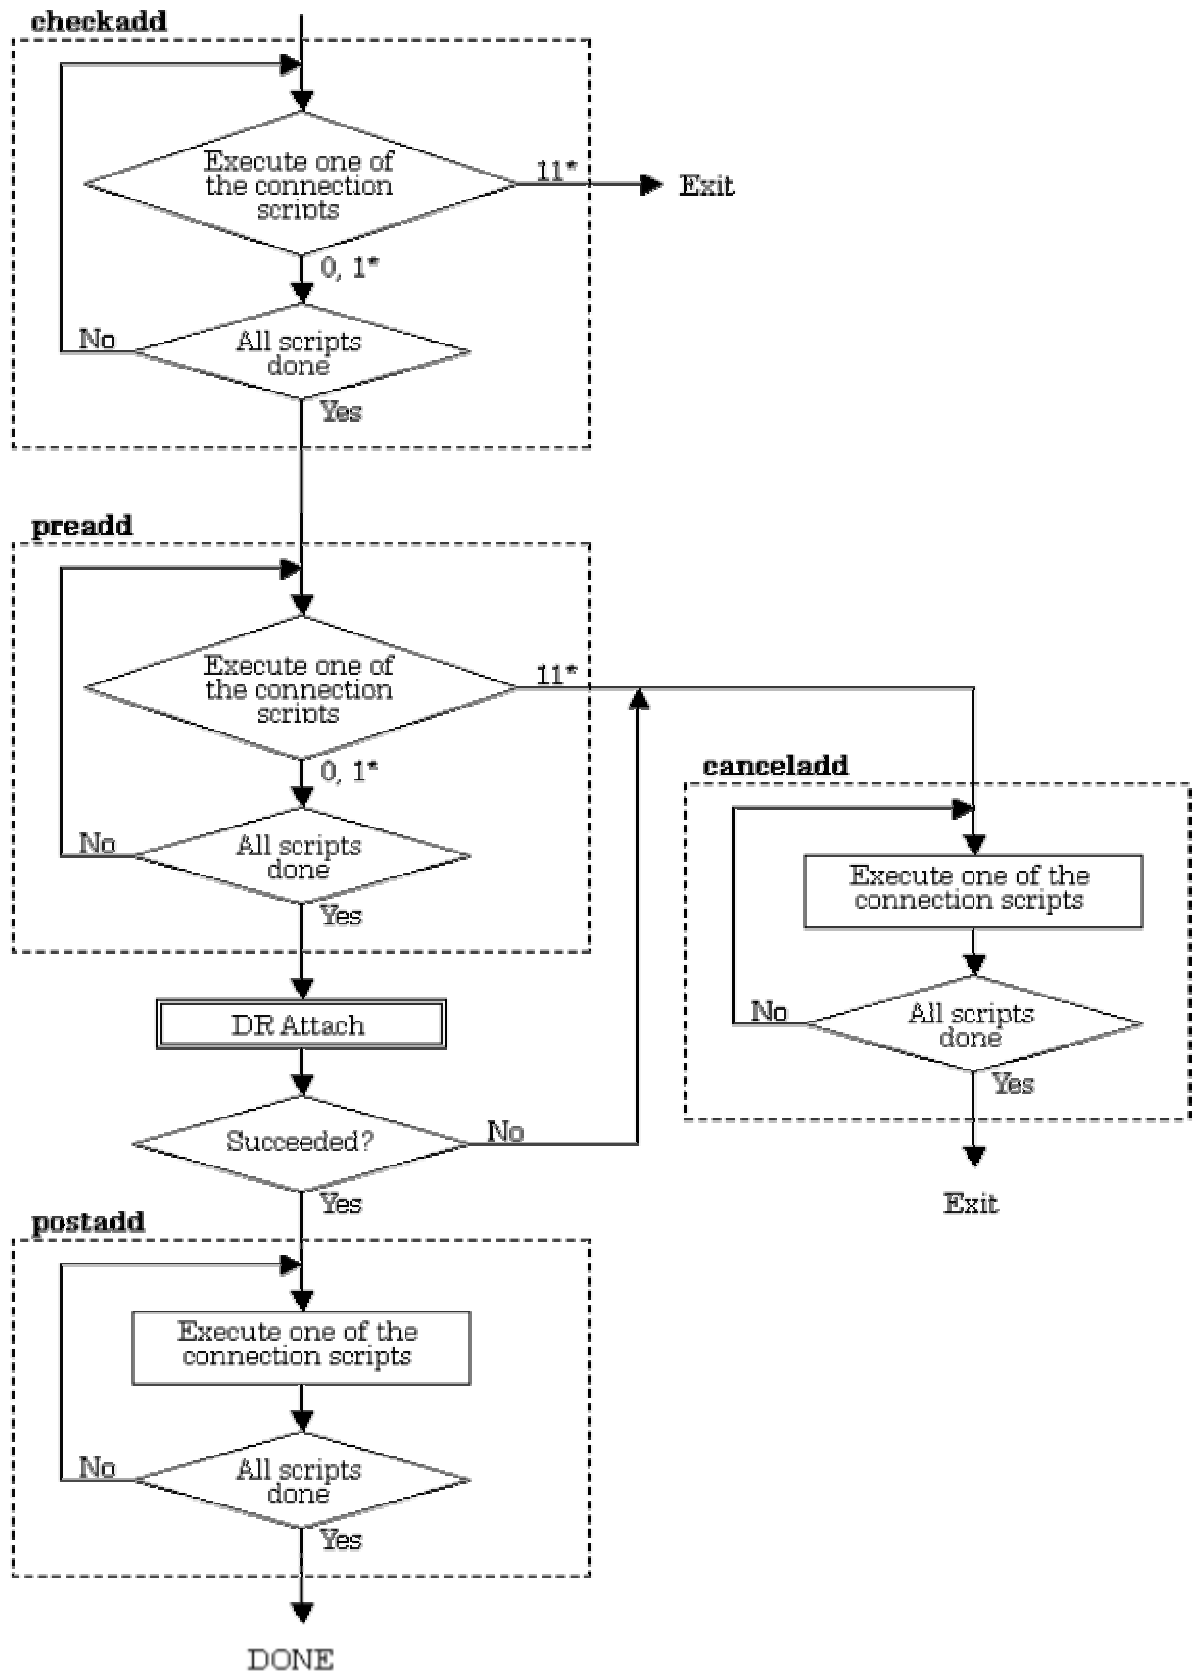 checkadd
Execute one of
the connection
scripts
11*
Exit
0, 1*
All scripts
done
No
Yes
preadd
Execute one of
the connection
scripts
11*
0, 1*
All scripts
done
No
Yes
canceladd
Execute one of the
connection scripts
All scripts
done
No
Yes
Exit
DR Attach
Succeeded?
No
Yes
postadd
Execute one of the
connection scripts
All scripts
done
No
Yes
DONE